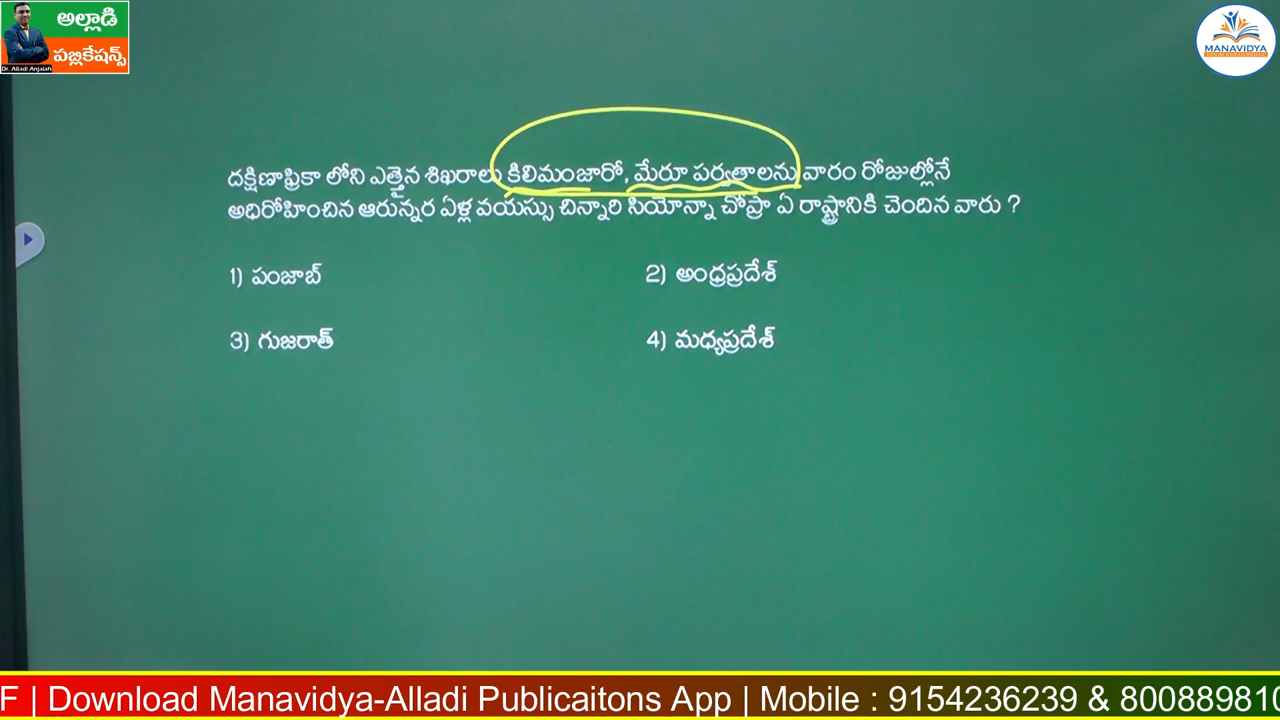 అల్లాడి
పబ్లికేషన్స్
Dr. Alladi Anjaiah
MANAVIDYA
దక్షిణాఫ్రికా లోని ఎత్తైన శిఖరాలు కిలిమంజారో, మేరూ పర్వతాలను వారం రోజుల్లోనే
అధిరోహించిన ఆరున్నర ఏళ్ల వయస్సు చిన్నారి సియోన్నా చోప్రా ఏ రాష్ట్రానికి చెందిన వారు ?
1) పంజాబ్
2) అంధ్రప్రదేశ్
3) గుజరాత్
4) మధ్యప్రదేశ్
F | Download Manavidya-Alladi Publicaitons App | Mobile : 9154236239 & 800889810